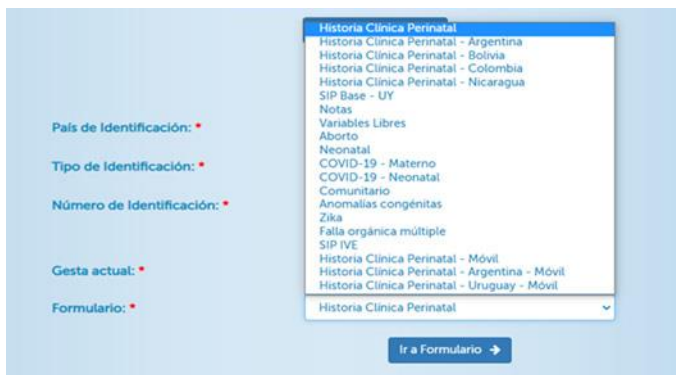 Historia Clínica Perinatal
Historia Clínica Perinatal - Argentina
Historia Clínica Perinatal - Bolivia
Historia Clínica Perinatal - Colombia
Historia Clínica Perinatal - Nicaragua
SIP Base - UY
Notas
Variables Libres
Aborto
Neonatal
COVID-19 - Materno
COVID-19 - Neonatal
Comunitario
Anomalías congénitas
Zika
Falla orgánica múltiple
SIP IVE
Historia Clínica Perinatal - Móvil
Historia Clínica Perinatal - Argentina - Móvil
Historia Clínica Perinatal - Uruguay - Móvil
País de Identificación: *
Tipo de Identificación: *
Número de Identificación: *
Gesta actual: *
Formulario: *
Historia Clínica Perinatal
Ir a Formulario →